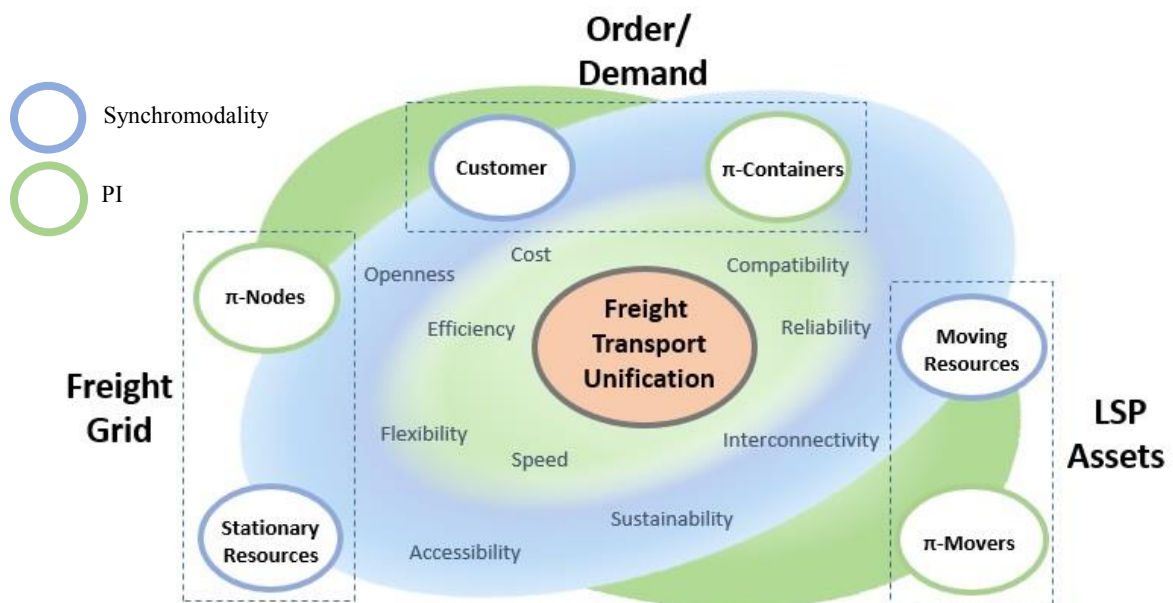 Order/
Demand
Synchromodality
PI
Customer
π-Containers
Cost
Openness
Compatibility
π-Nodes
Efficiency
Freight
Transport
Unification
Reliability
Moving
Resources
Freight
Grid
LSP
Assets
Flexibility
Speed
Interconnectivity
Stationary
Resources
Sustainability
Accessibility
π-Movers